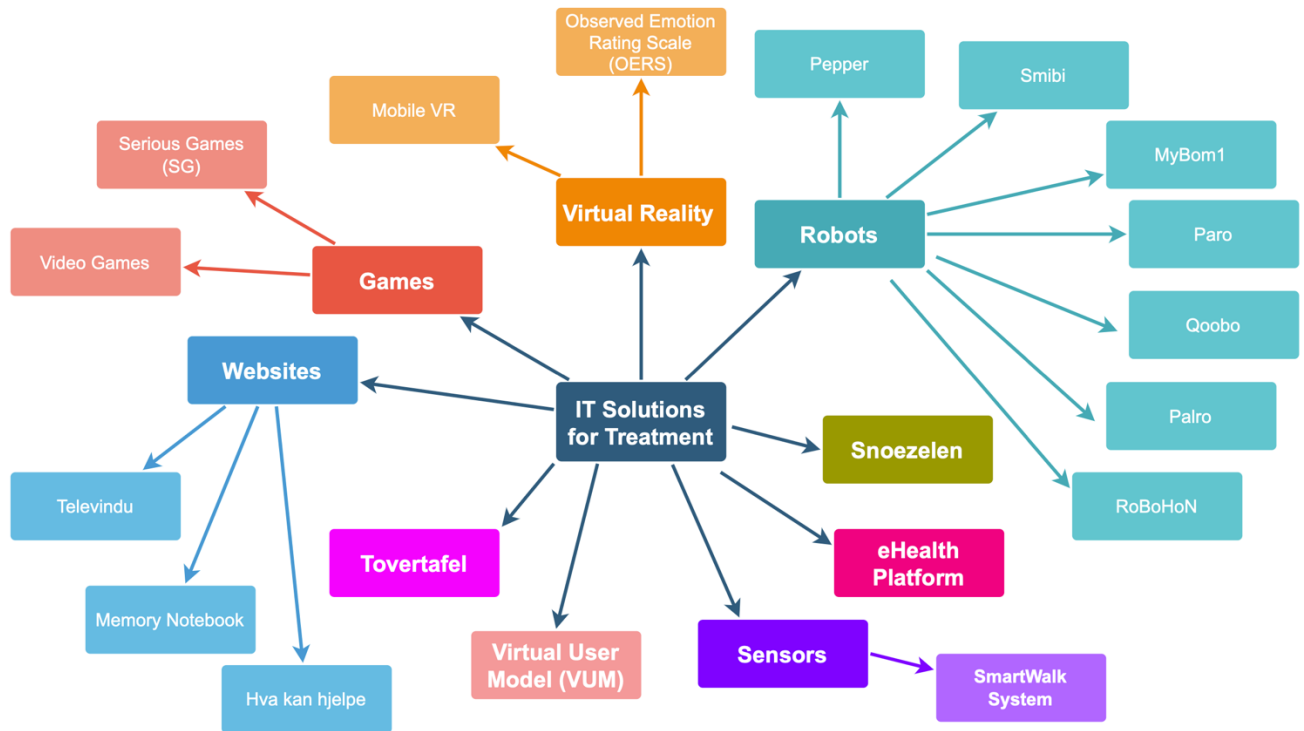 Observed Emotion
Rating Scale
(OERS)
Pepper
Smibi
Mobile VR
Serious Games
(SG)
MyBom1
Virtual Reality
Robots
Paro
Video Games
Games
Qoobo
Websites
IT Solutions
for Treatment
Palro
Snoezelen
Televindu
RoBoHoN
Tovertafel
eHealth
Platform
Memory Notebook
Virtual User
Model (VUM)
Sensors
SmartWalk
System
Hva kan hjelpe